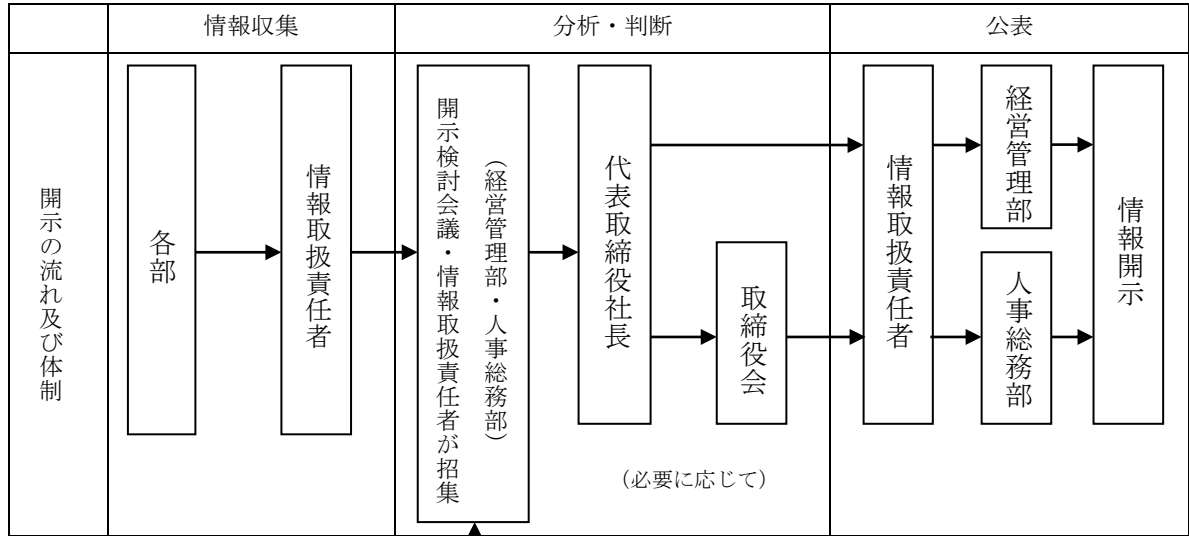 情報収集
分析・判断
公表
開示の流れ及び体制
各部
情報取扱責任者
開示検討会議・情報取扱責任者が招集
（経営管理部・人事総務部）
代表取締役社長
取締役会
（必要に応じて）
情報取扱責任者
経営管理部
人事総務部
情報開示